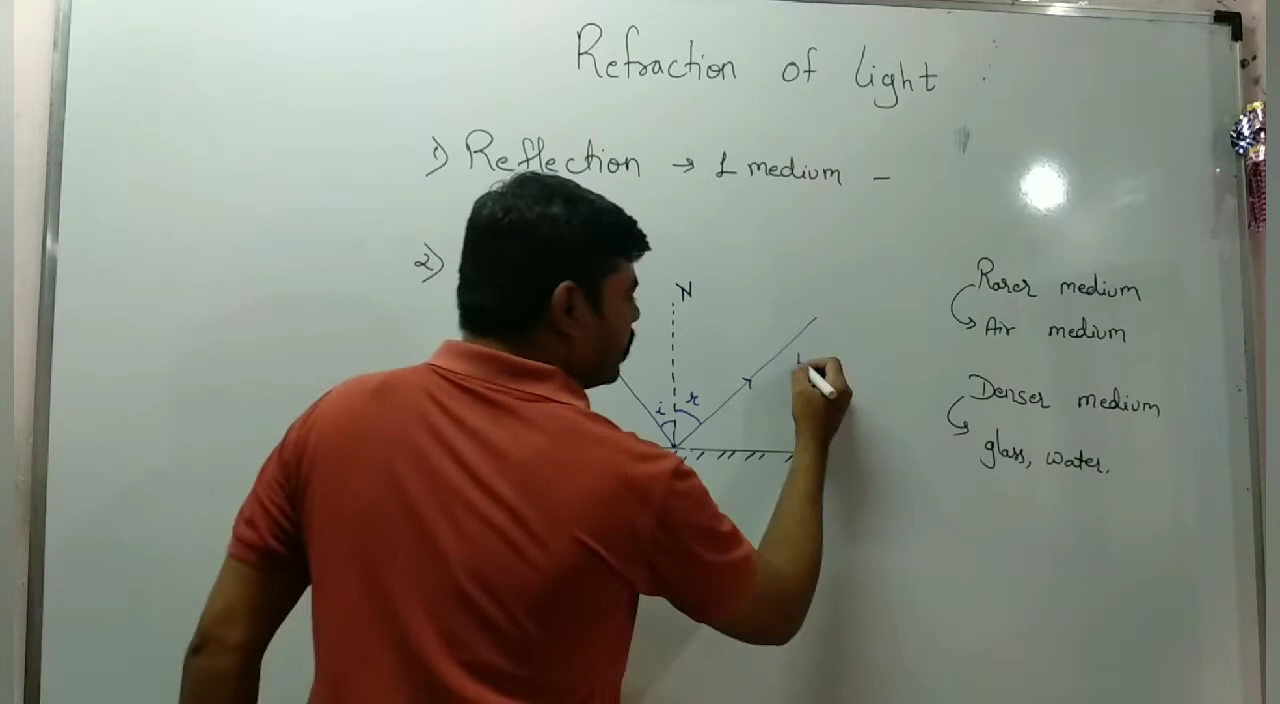 Refraction of light
1) Reflection → 1 medium –
2)
N
i r
Rarer medium
Air medium
Denser medium
glass, water.